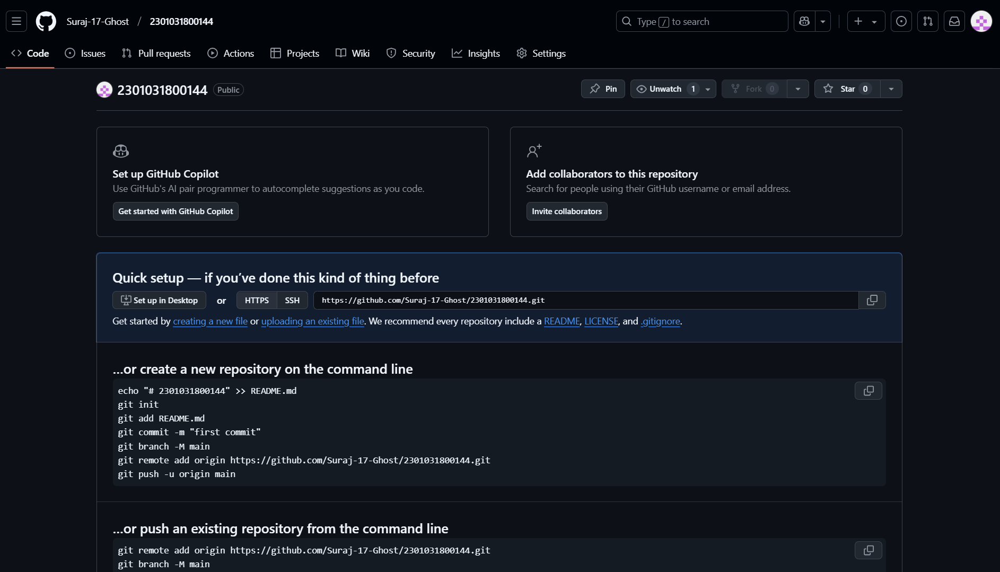 Suraj-17-Ghost / 2301031800144
Type / to search
Code Issues Pull requests Actions Projects Wiki Security Insights Settings
2301031800144 Public
Pin Unwatch 1 Fork 0 Star 0
Set up GitHub Copilot
Use GitHub's AI pair programmer to autocomplete suggestions as you code.
Get started with GitHub Copilot
Add collaborators to this repository
Search for people using their GitHub username or email address.
Invite collaborators
Quick setup — if you’ve done this kind of thing before
Set up in Desktop or HTTPS SSH https://github.com/Suraj-17-Ghost/2301031800144.git
Get started by creating a new file or uploading an existing file. We recommend every repository include a README, LICENSE, and .gitignore.
…or create a new repository on the command line
echo "# 2301031800144" >> README.md
git init
git add README.md
git commit -m "first commit"
git branch -M main
git remote add origin https://github.com/Suraj-17-Ghost/2301031800144.git
git push -u origin main
…or push an existing repository from the command line
git remote add origin https://github.com/Suraj-17-Ghost/2301031800144.git
git branch -M main